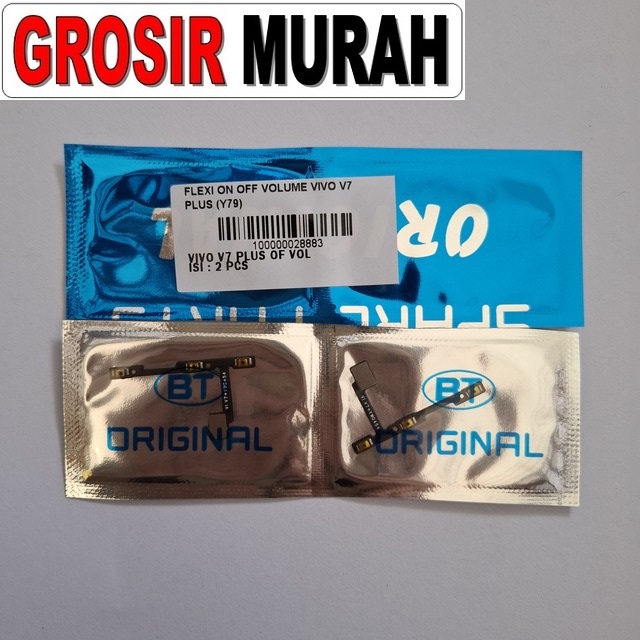 GROSIR MURAH
FLEXI ON OFF VOLUME VIVO V7
PLUS (Y79)
100000028883
VIVO V7 PLUS OF VOL
ISI : 2 PCS
BT
ORIGINAL
BT
ORIGINAL